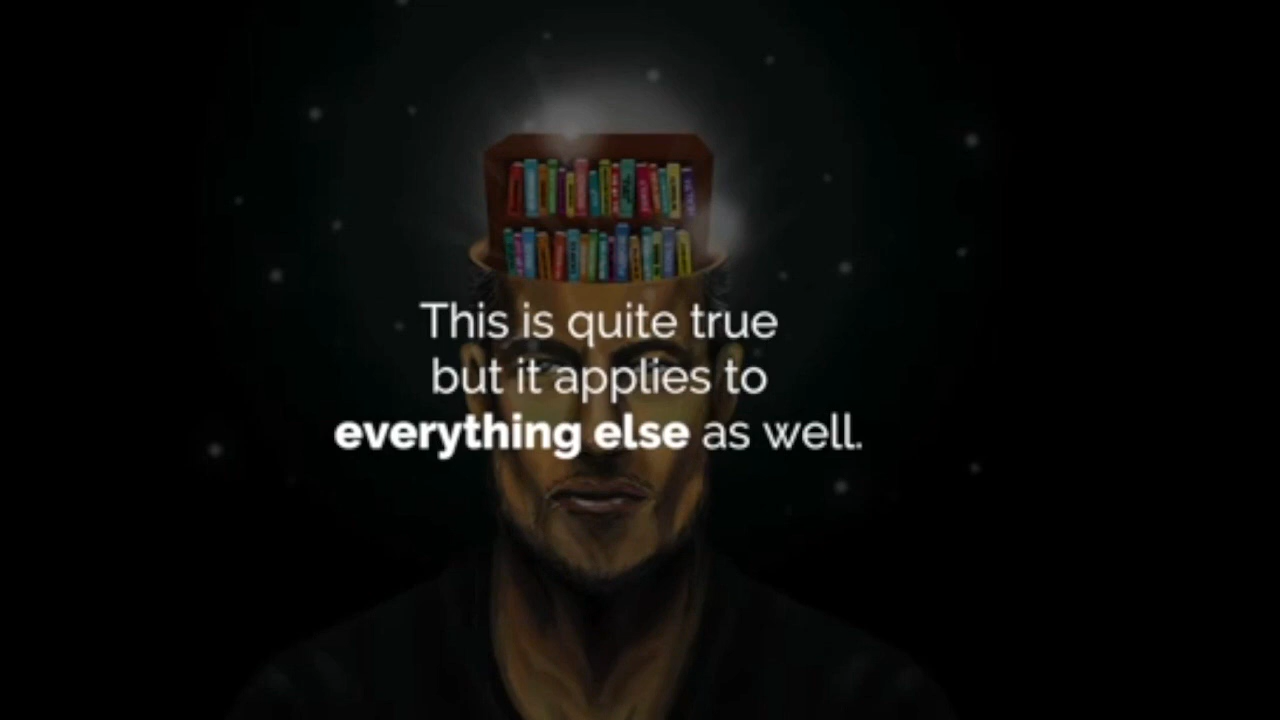 This is quite true
but it applies to
everything else as well.